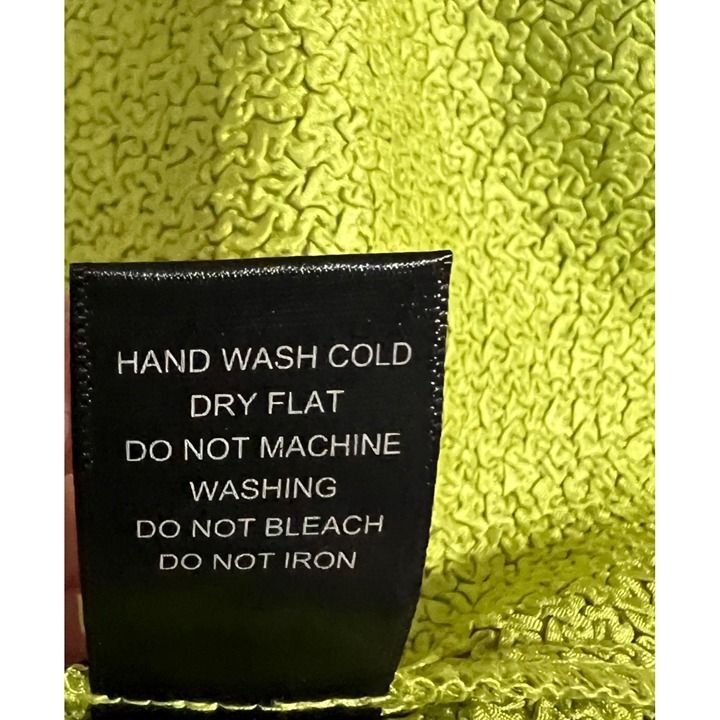 HAND WASH COLD
DRY FLAT
DO NOT MACHINE
WASHING
DO NOT BLEACH
DO NOT IRON